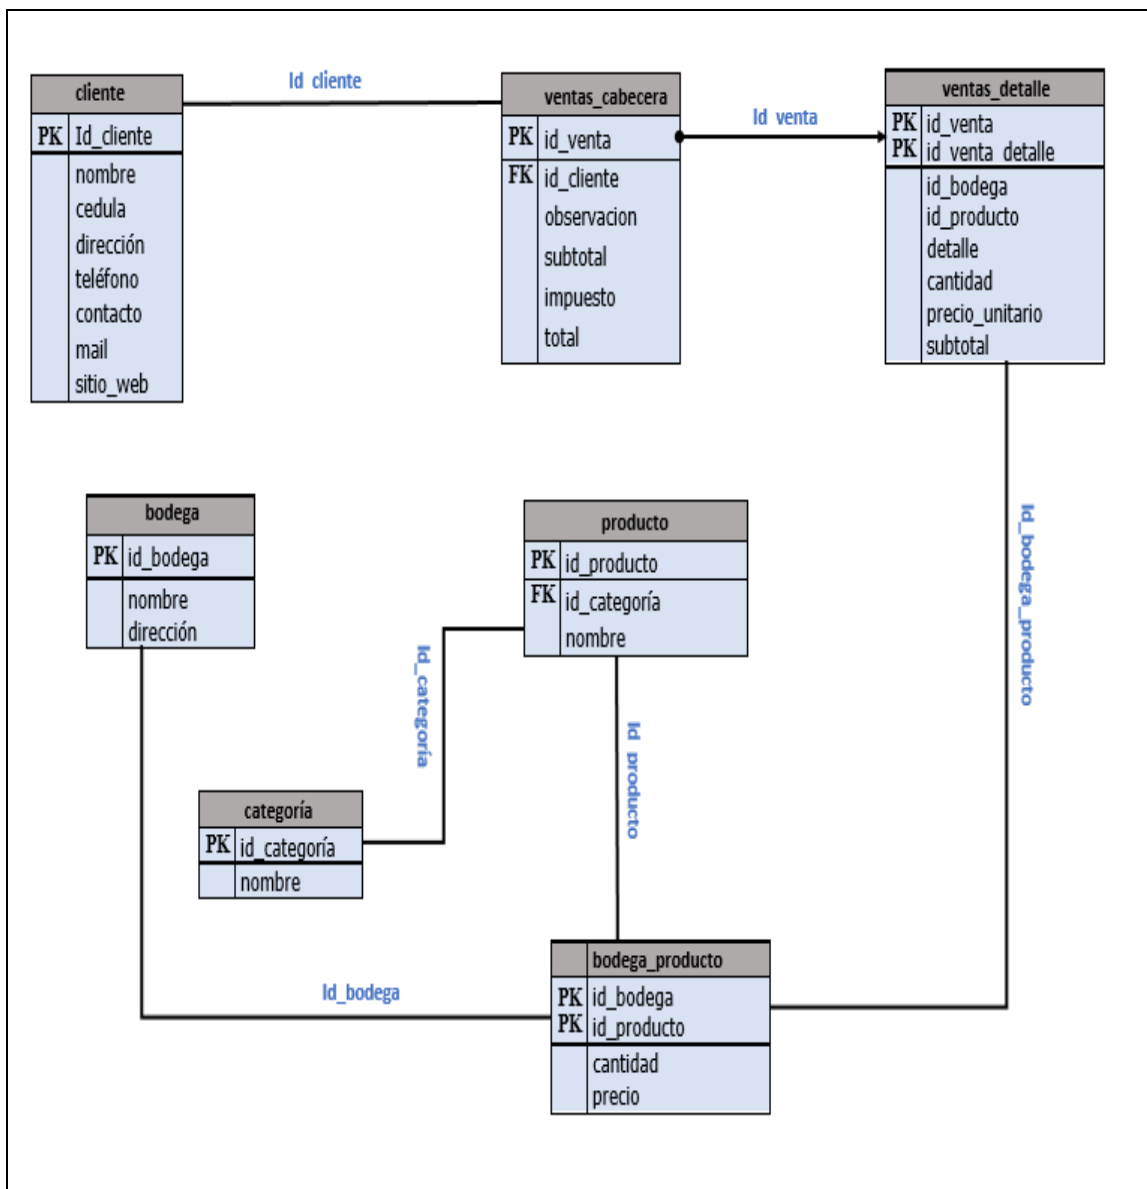 Id cliente
cliente
PK Id_cliente
nombre
cedula
dirección
teléfono
contacto
mail
sitio_web
ventas_cabecera
PK id_venta
FK id_cliente
observacion
subtotal
impuesto
total
Id venta
ventas_detalle
PK id_venta
PK id venta detalle
id_bodega
id_producto
detalle
cantidad
precio_unitario
subtotal
bodega
PK id_bodega
nombre
dirección
producto
PK id_producto
FK id_categoría
nombre
Id_categoría
Id producto
Id_bodega_producto
categoría
PK id_categoría
nombre
Id_bodega
bodega_producto
PK id_bodega
PK id_producto
cantidad
precio